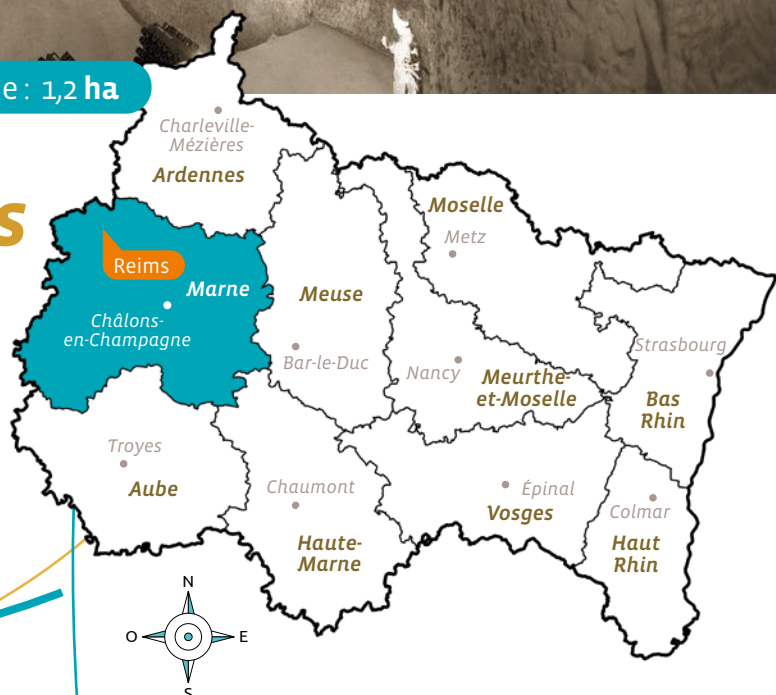 e : 1,2 ha
Charleville-
Mézières
Ardennes
s
Moselle
Metz
Reims
Marne
Meuse
Châlons-
en-Champagne
Strasbourg
Bar-le-Duc
Nancy
Meurthe-
et-Moselle
Bas
Rhin
Troyes
Aube
Chaumont
Épinal
Vosges
Colmar
Haute-
Marne
Haut
Rhin
N
O
E
S